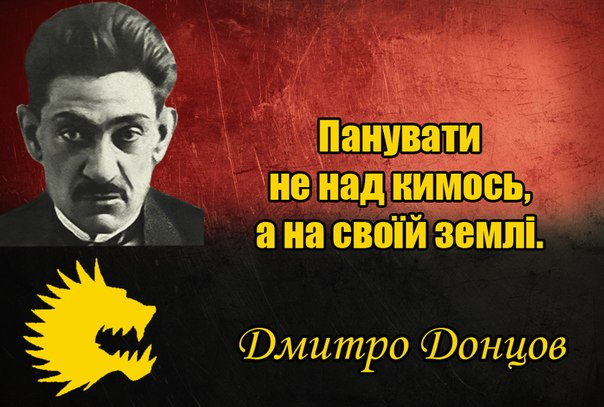 Панувати
не над кимось,
а на своїй землі.
Дмитро Донцов